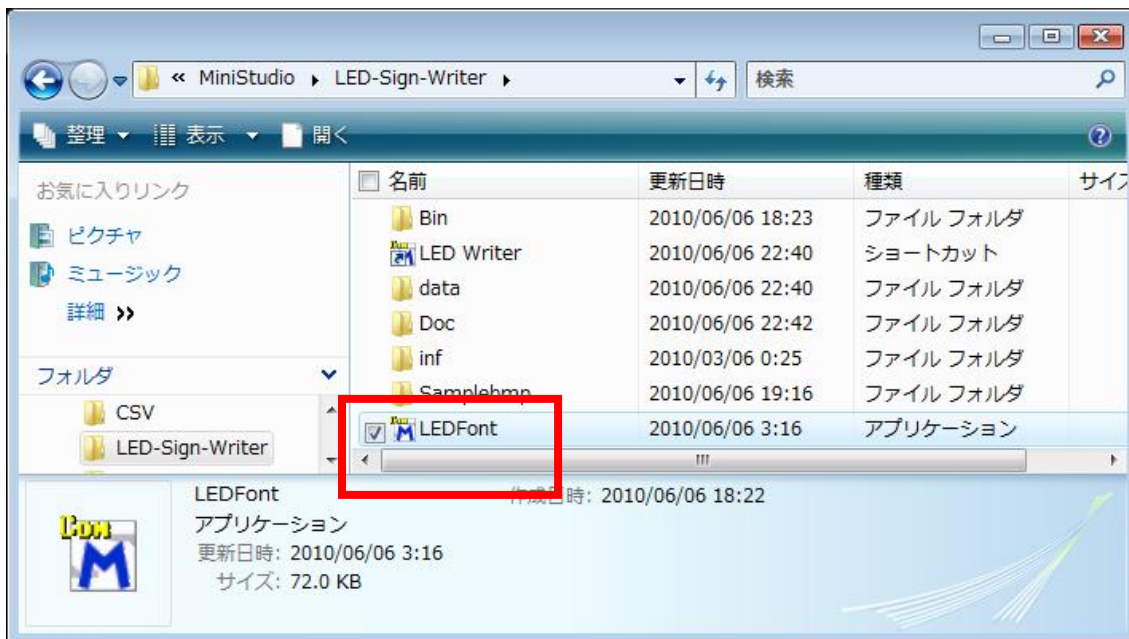 « MiniStudio ▸ LED-Sign-Writer ▸ 検索
整理 表示 開く
お気に入りリンク
ピクチャ
ミュージック
詳細 »
フォルダ
CSV
LED-Sign-Writer
名前 更新日時 種類 サイズ
Bin 2010/06/06 18:23 ファイル フォルダ
LED Writer 2010/06/06 22:40 ショートカット
data 2010/06/06 22:40 ファイル フォルダ
Doc 2010/06/06 22:42 ファイル フォルダ
inf 2010/03/06 0:25 ファイル フォルダ
Samplebmp 2010/06/06 19:16 ファイル フォルダ
LEDFont 2010/06/06 3:16 アプリケーション
LEDFont 作成日時: 2010/06/06 18:22
アプリケーション
更新日時: 2010/06/06 3:16
サイズ: 72.0 KB
Com
M